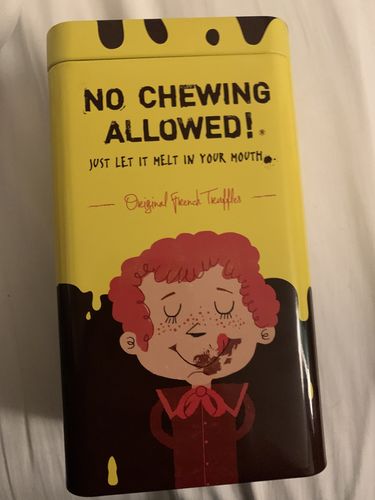 NO CHEWING
ALLOWED!®
JUST LET IT MELT IN YOUR MOUTH...
Original French Truffles